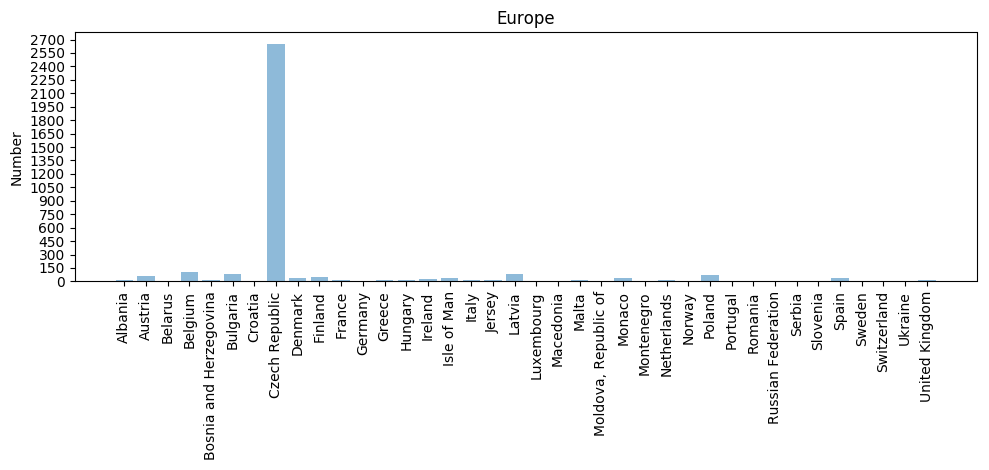 Europe
Number
2700
2550
2400
2250
2100
1950
1800
1650
1500
1350
1200
1050
900
750
600
450
300
150
0
Albania
Austria
Belarus
Belgium
Bosnia and Herzegovina
Bulgaria
Croatia
Czech Republic
Denmark
Finland
France
Germany
Greece
Hungary
Ireland
Isle of Man
Italy
Jersey
Latvia
Luxembourg
Macedonia
Malta
Moldova, Republic of
Monaco
Montenegro
Netherlands
Norway
Poland
Portugal
Romania
Russian Federation
Serbia
Slovenia
Spain
Sweden
Switzerland
Ukraine
United Kingdom